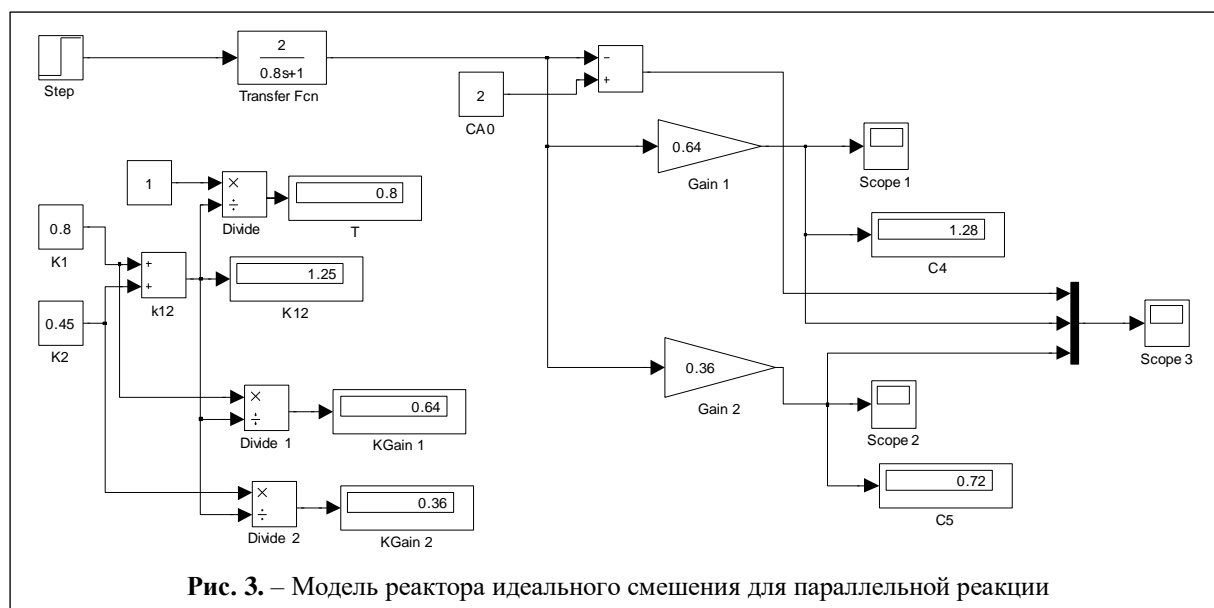 Step
2
0.8s+1
Transfer Fcn
2
CA0
−
+
0.64
Gain 1
Scope 1
1.28
C4
1
×
÷
Divide
0.8
T
0.8
K1
+
+
k12
1.25
K12
0.45
K2
0.36
Gain 2
Scope 3
Scope 2
0.72
C5
×
÷
Divide 1
0.64
KGain 1
×
÷
Divide 2
0.36
KGain 2
Рис. 3. – Модель реактора идеального смешения для параллельной реакции